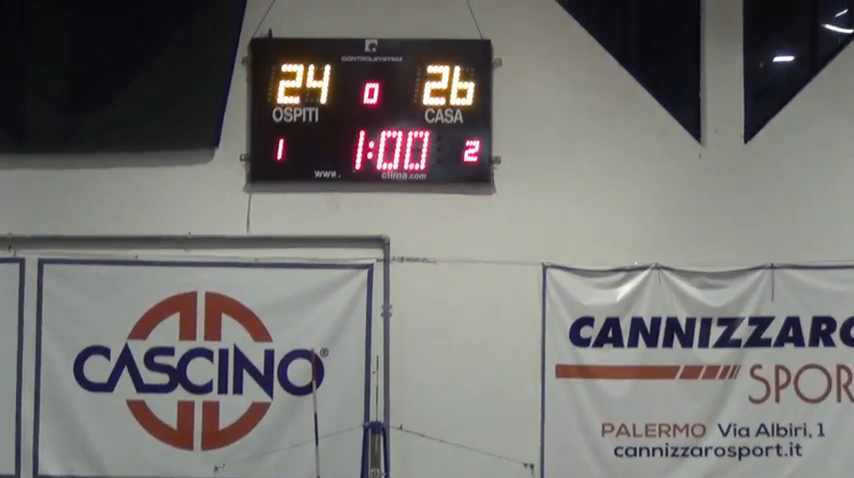 CONTROLSYSTEM
24 0 26
OSPITI CASA
1 1:00 2
www. clima.com
CASCINO®
CANNIZZARO
SPOR
PALERMO Via Albiri, 1
cannizzarosport.it